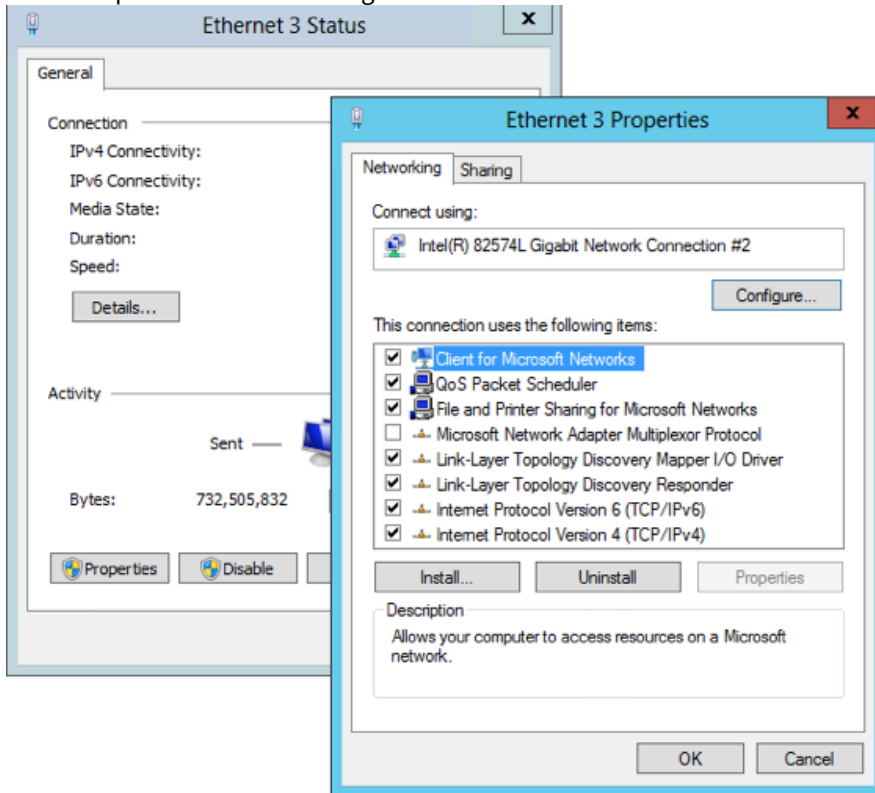 Ethernet 3 Status
x
General
Connection
IPv4 Connectivity:
IPv6 Connectivity:
Media State:
Duration:
Speed:
Details...
Activity
Sent
Bytes:
732,505,832
Properties
Disable
Ethernet 3 Properties
x
Networking
Sharing
Connect using:
Intel(R) 82574L Gigabit Network Connection #2
Configure...
This connection uses the following items:
Client for Microsoft Networks
QoS Packet Scheduler
File and Printer Sharing for Microsoft Networks
Microsoft Network Adapter Multiplexor Protocol
Link-Layer Topology Discovery Mapper I/O Driver
Link-Layer Topology Discovery Responder
Internet Protocol Version 6 (TCP/IPv6)
Internet Protocol Version 4 (TCP/IPv4)
Install...
Uninstall
Properties
Description
Allows your computer to access resources on a Microsoft
network.
OK
Cancel